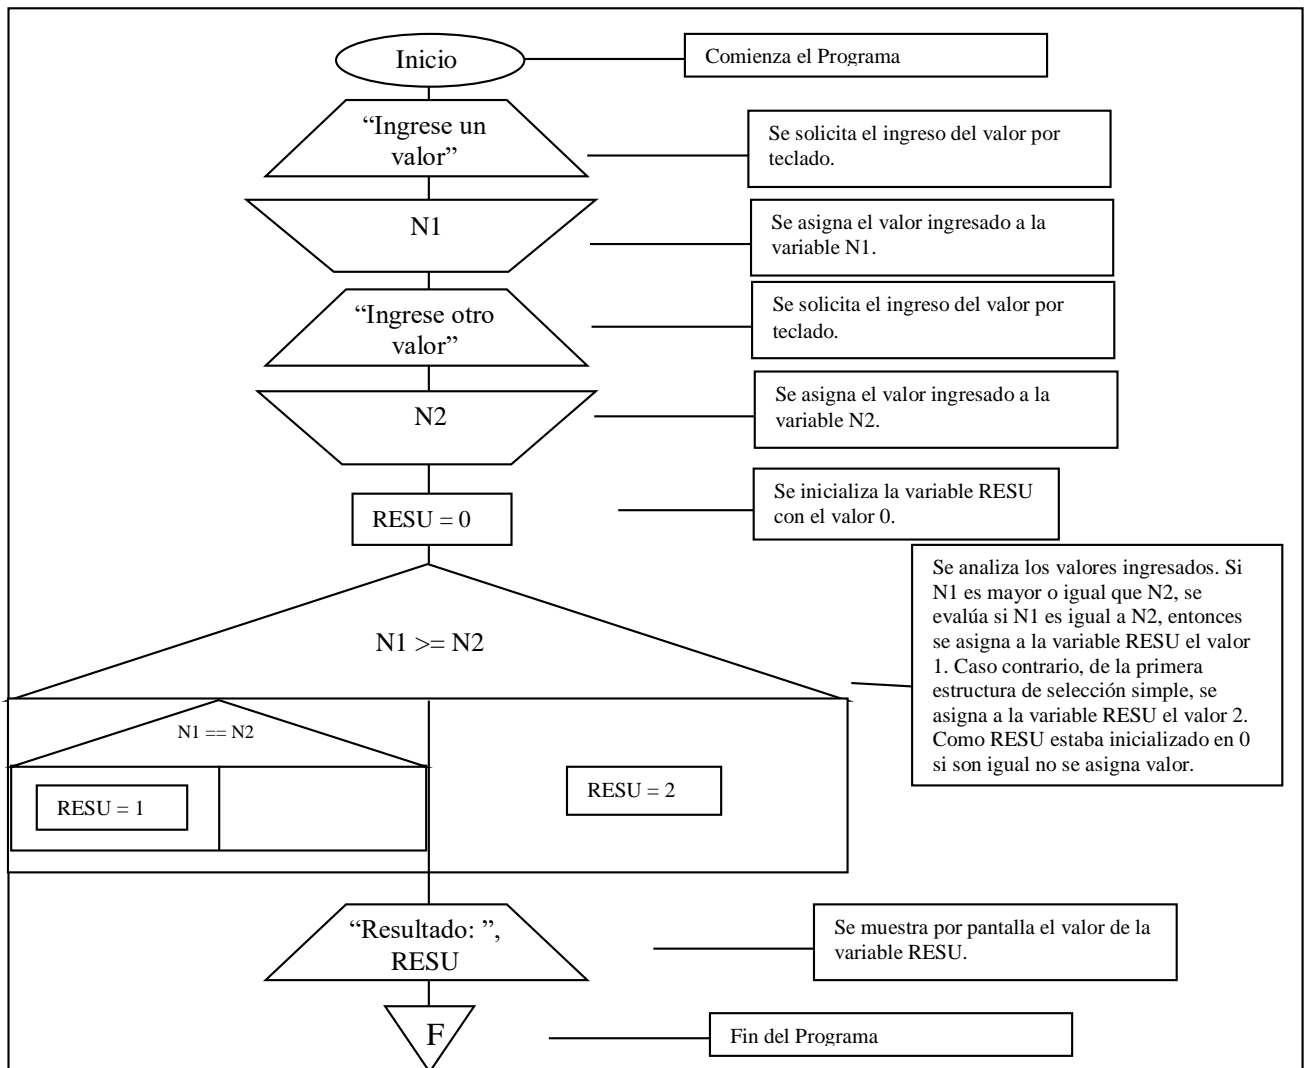 Inicio
Comienza el Programa
“Ingrese un
valor”
Se solicita el ingreso del valor por
teclado.
N1
Se asigna el valor ingresado a la
variable N1.
“Ingrese otro
valor”
Se solicita el ingreso del valor por
teclado.
N2
Se asigna el valor ingresado a la
variable N2.
RESU = 0
Se inicializa la variable RESU
con el valor 0.
N1 >= N2
Se analiza los valores ingresados. Si
N1 es mayor o igual que N2, se
evalúa si N1 es igual a N2, entonces
se asigna a la variable RESU el valor
1. Caso contrario, de la primera
estructura de selección simple, se
asigna a la variable RESU el valor 2.
Como RESU estaba inicializado en 0
si son igual no se asigna valor.
N1 == N2
RESU = 1
RESU = 2
“Resultado: ”,
RESU
Se muestra por pantalla el valor de la
variable RESU.
F
Fin del Programa